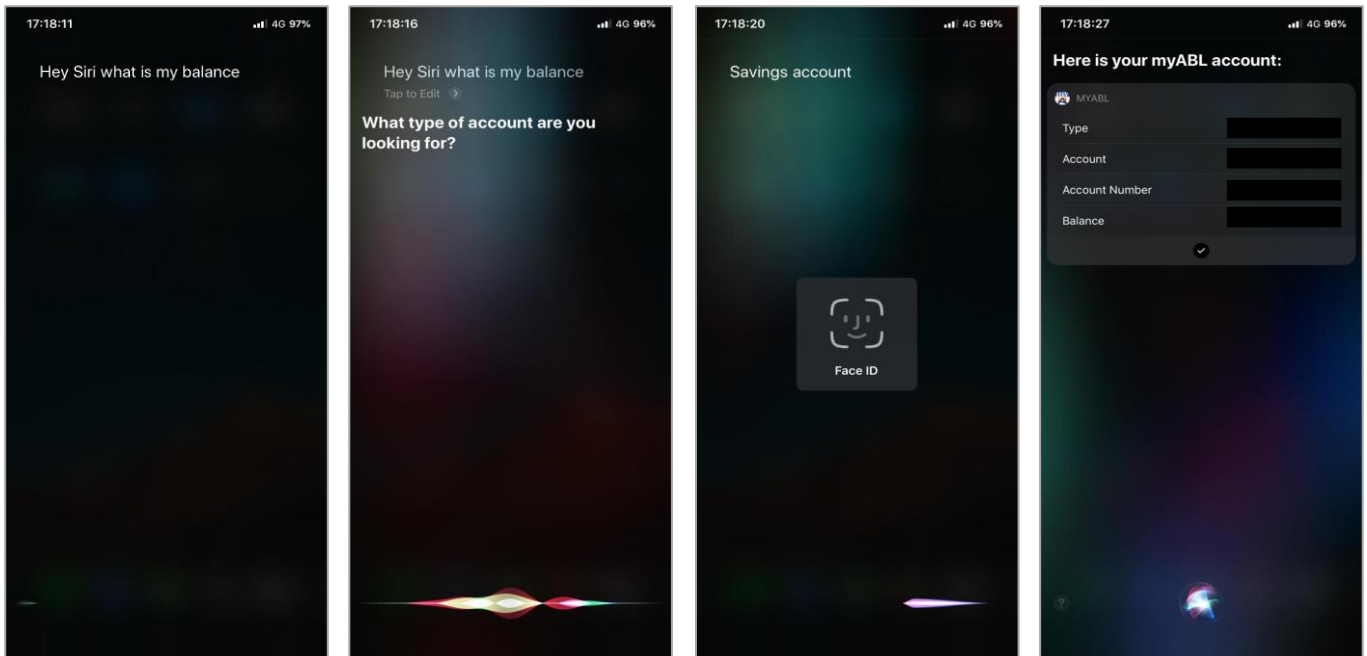 17:18:11 4G 97%
Hey Siri what is my balance
17:18:16 4G 96%
Hey Siri what is my balance
Tap to Edit
What type of account are you
looking for?
17:18:20 4G 96%
Savings account
Face ID
17:18:27 4G 96%
Here is your myABL account:
MYABL
Type
Account
Account Number
Balance
?